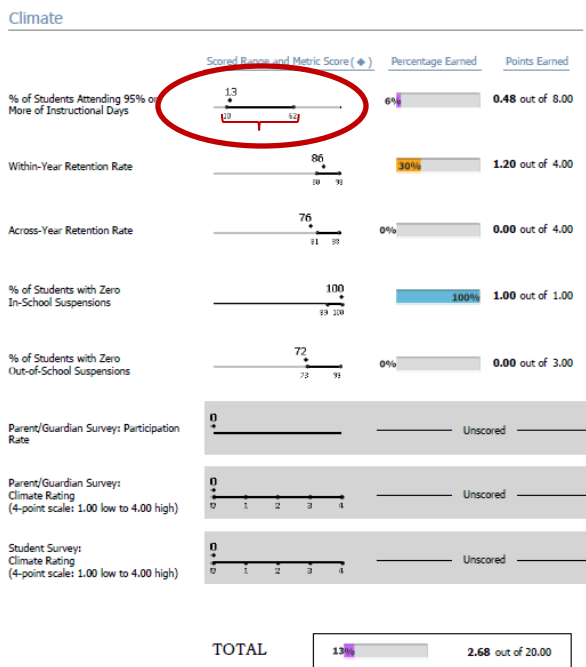 Climate
Scored Range and Metric Score (◆) Percentage Earned Points Earned
% of Students Attending 95% or
More of Instructional Days
13
10 62
6%
0.48 out of 8.00
Within-Year Retention Rate
86
80 98
30%
1.20 out of 4.00
Across-Year Retention Rate
76
81 98
0%
0.00 out of 4.00
% of Students with Zero
In-School Suspensions
100
89 100
100%
1.00 out of 1.00
% of Students with Zero
Out-of-School Suspensions
72
73 99
0%
0.00 out of 3.00
Parent/Guardian Survey: Participation
Rate
0
Unscored
Parent/Guardian Survey:
Climate Rating
(4-point scale: 1.00 low to 4.00 high)
0
0 1 2 3 4
Unscored
Student Survey:
Climate Rating
(4-point scale: 1.00 low to 4.00 high)
0
0 1 2 3 4
Unscored
TOTAL 13% 2.68 out of 20.00